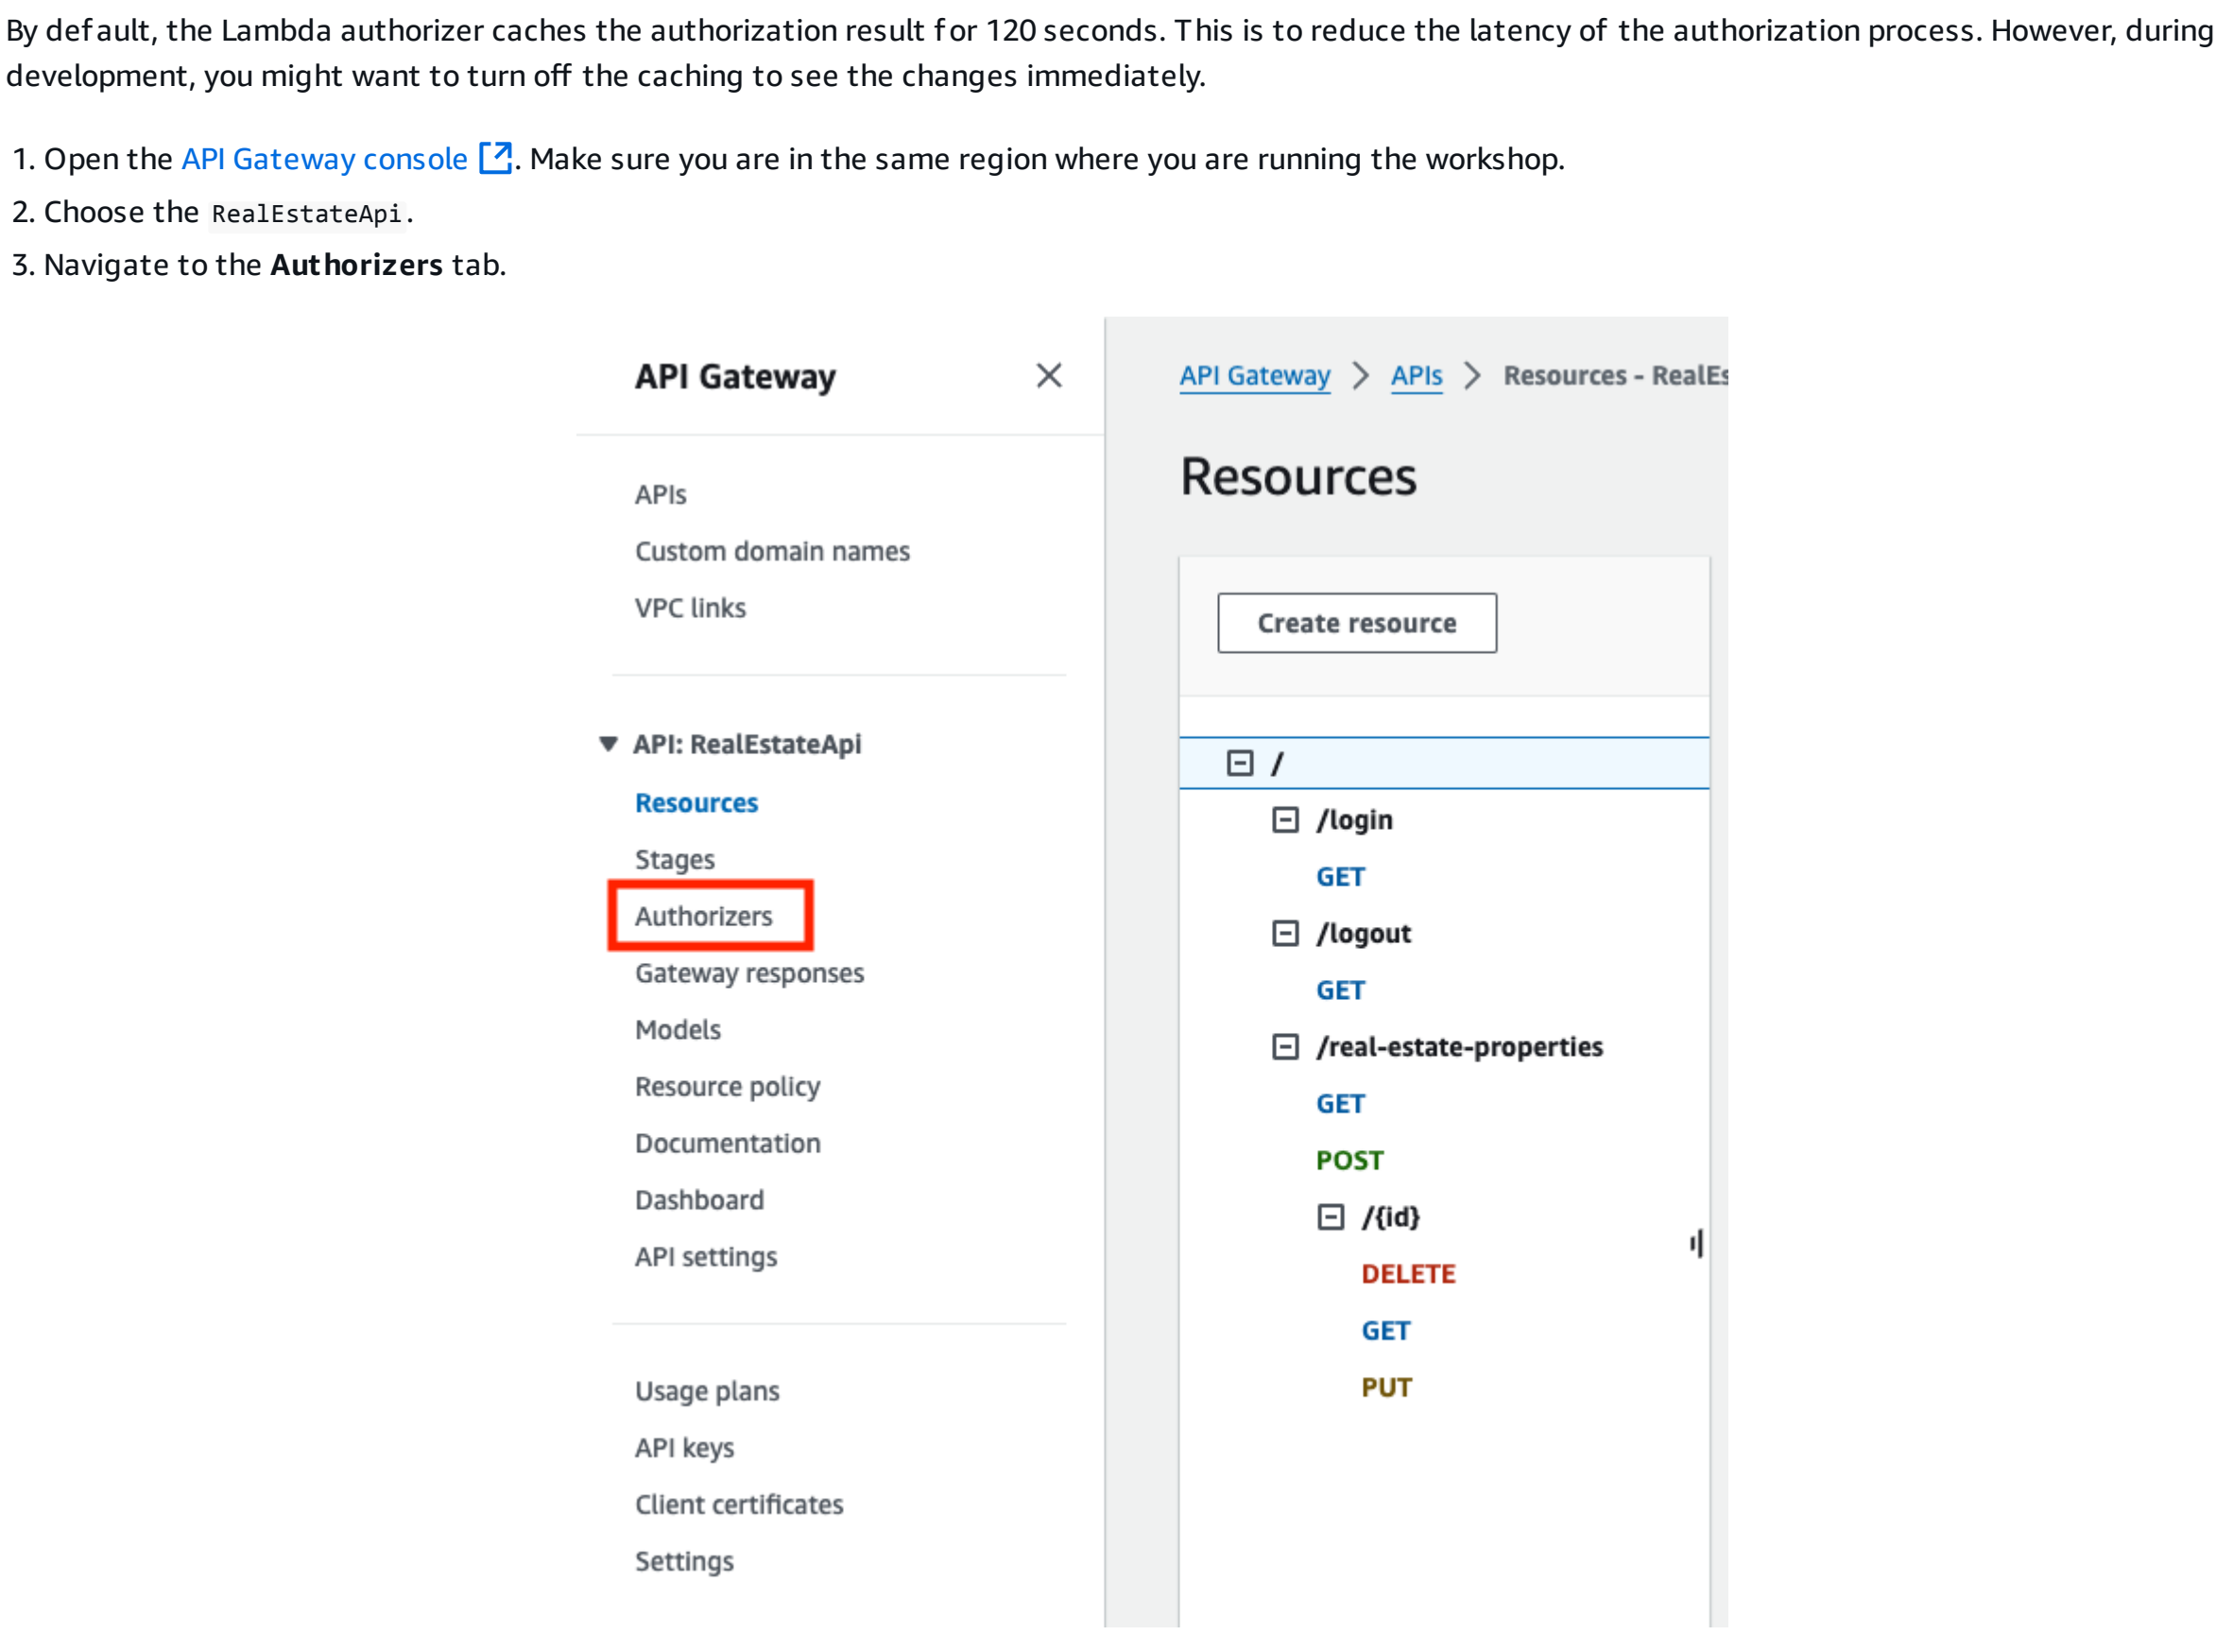 By default, the Lambda authorizer caches the authorization result for 120 seconds. This is to reduce the latency of the authorization process. However, during
development, you might want to turn off the caching to see the changes immediately.
1. Open the API Gateway console. Make sure you are in the same region where you are running the workshop.
2. Choose the RealEstateApi.
3. Navigate to the Authorizers tab.
API Gateway
APIs
Custom domain names
VPC links
API: RealEstateApi
Resources
Stages
Authorizers
Gateway responses
Models
Resource policy
Documentation
Dashboard
API settings
Usage plans
API keys
Client certificates
Settings
API Gateway > APIs > Resources - RealEs
Resources
Create resource
/
/login
GET
/logout
GET
/real-estate-properties
GET
POST
/{id}
DELETE
GET
PUT